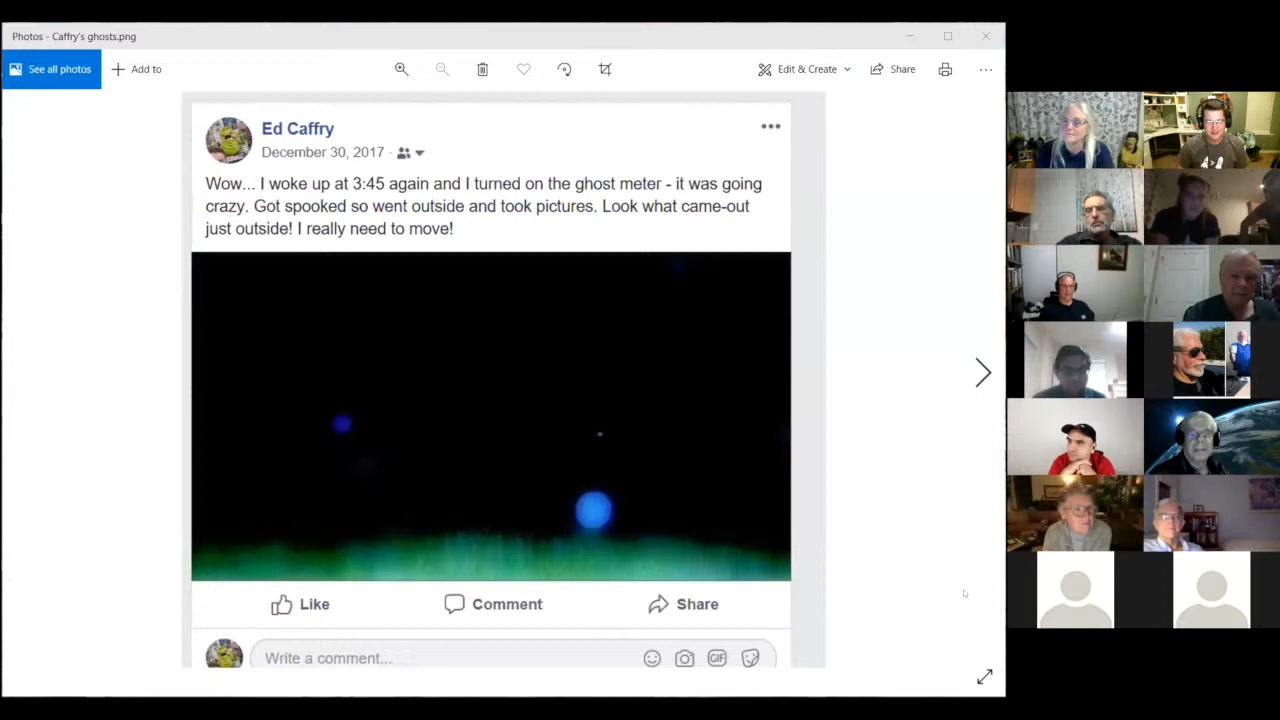 Photos - Caffry's ghosts.png
See all photos
Add to
Edit & Create
Share
Ed Caffry
December 30, 2017 ·
Wow... I woke up at 3:45 again and I turned on the ghost meter - it was going
crazy. Got spooked so went outside and took pictures. Look what came-out
just outside! I really need to move!
Like
Comment
Share
Write a comment...
GIF